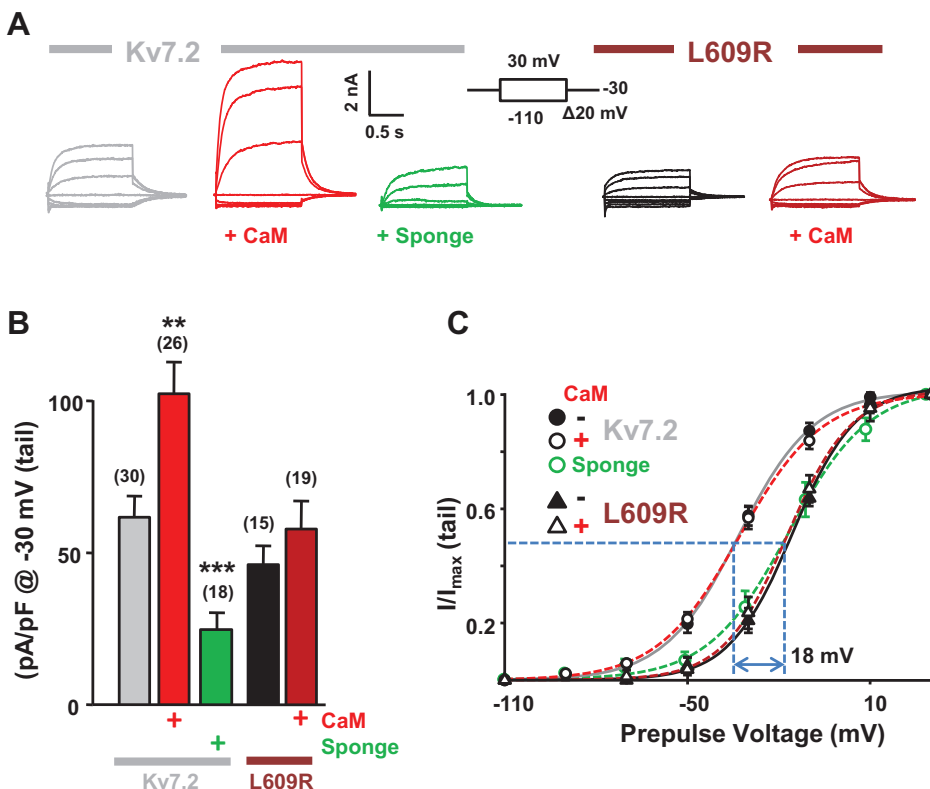 A
Kv7.2
L609R
2 nA
0.5 s
30 mV
-30
-110
Δ20 mV
+ CaM
+ Sponge
+ CaM
B
(pA/pF @ -30 mV (tail)
100
50
0
(30)
**
(26)
***
(18)
(15)
(19)
+
+
+
CaM
Sponge
Kv7.2
L609R
C
I/Imax (tail)
1.0
0.6
0.2
CaM
-
+
Kv7.2
Sponge
-
+
L609R
18 mV
-110
-50
10
Prepulse Voltage (mV)